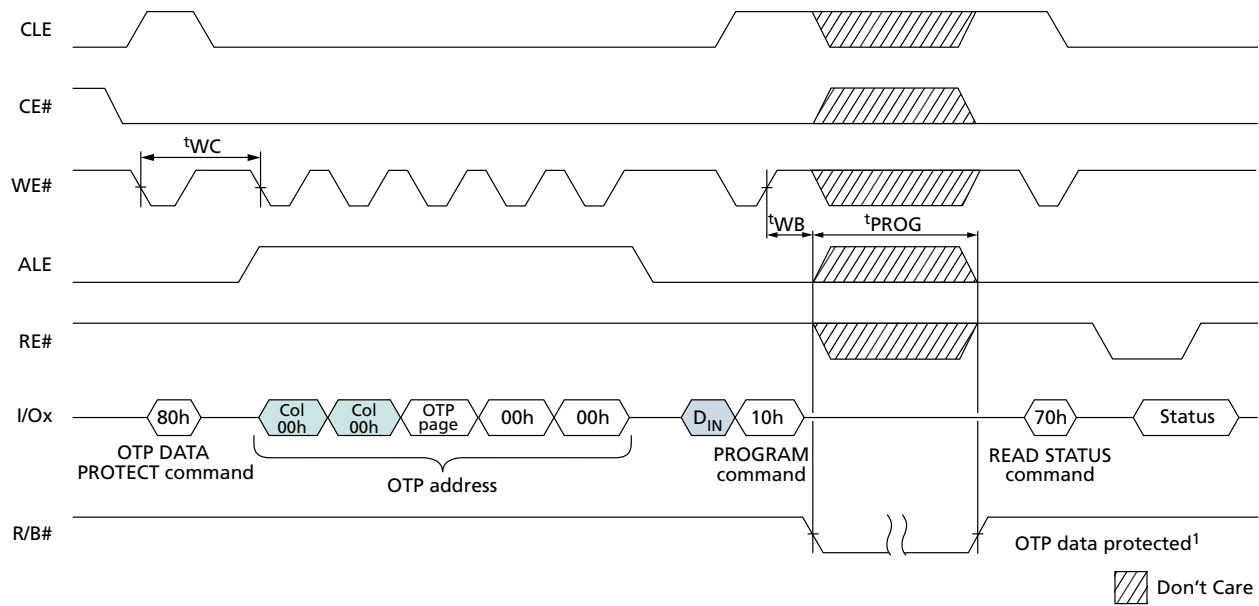 CLE
CE#
tWC
WE#
tWB
tPROG
ALE
RE#
I/Ox
80h
Col
00h
Col
00h
OTP
page
00h
00h
DIN
10h
70h
Status
OTP DATA
PROTECT command
OTP address
PROGRAM
command
READ STATUS
command
R/B#
OTP data protected1
Don't Care